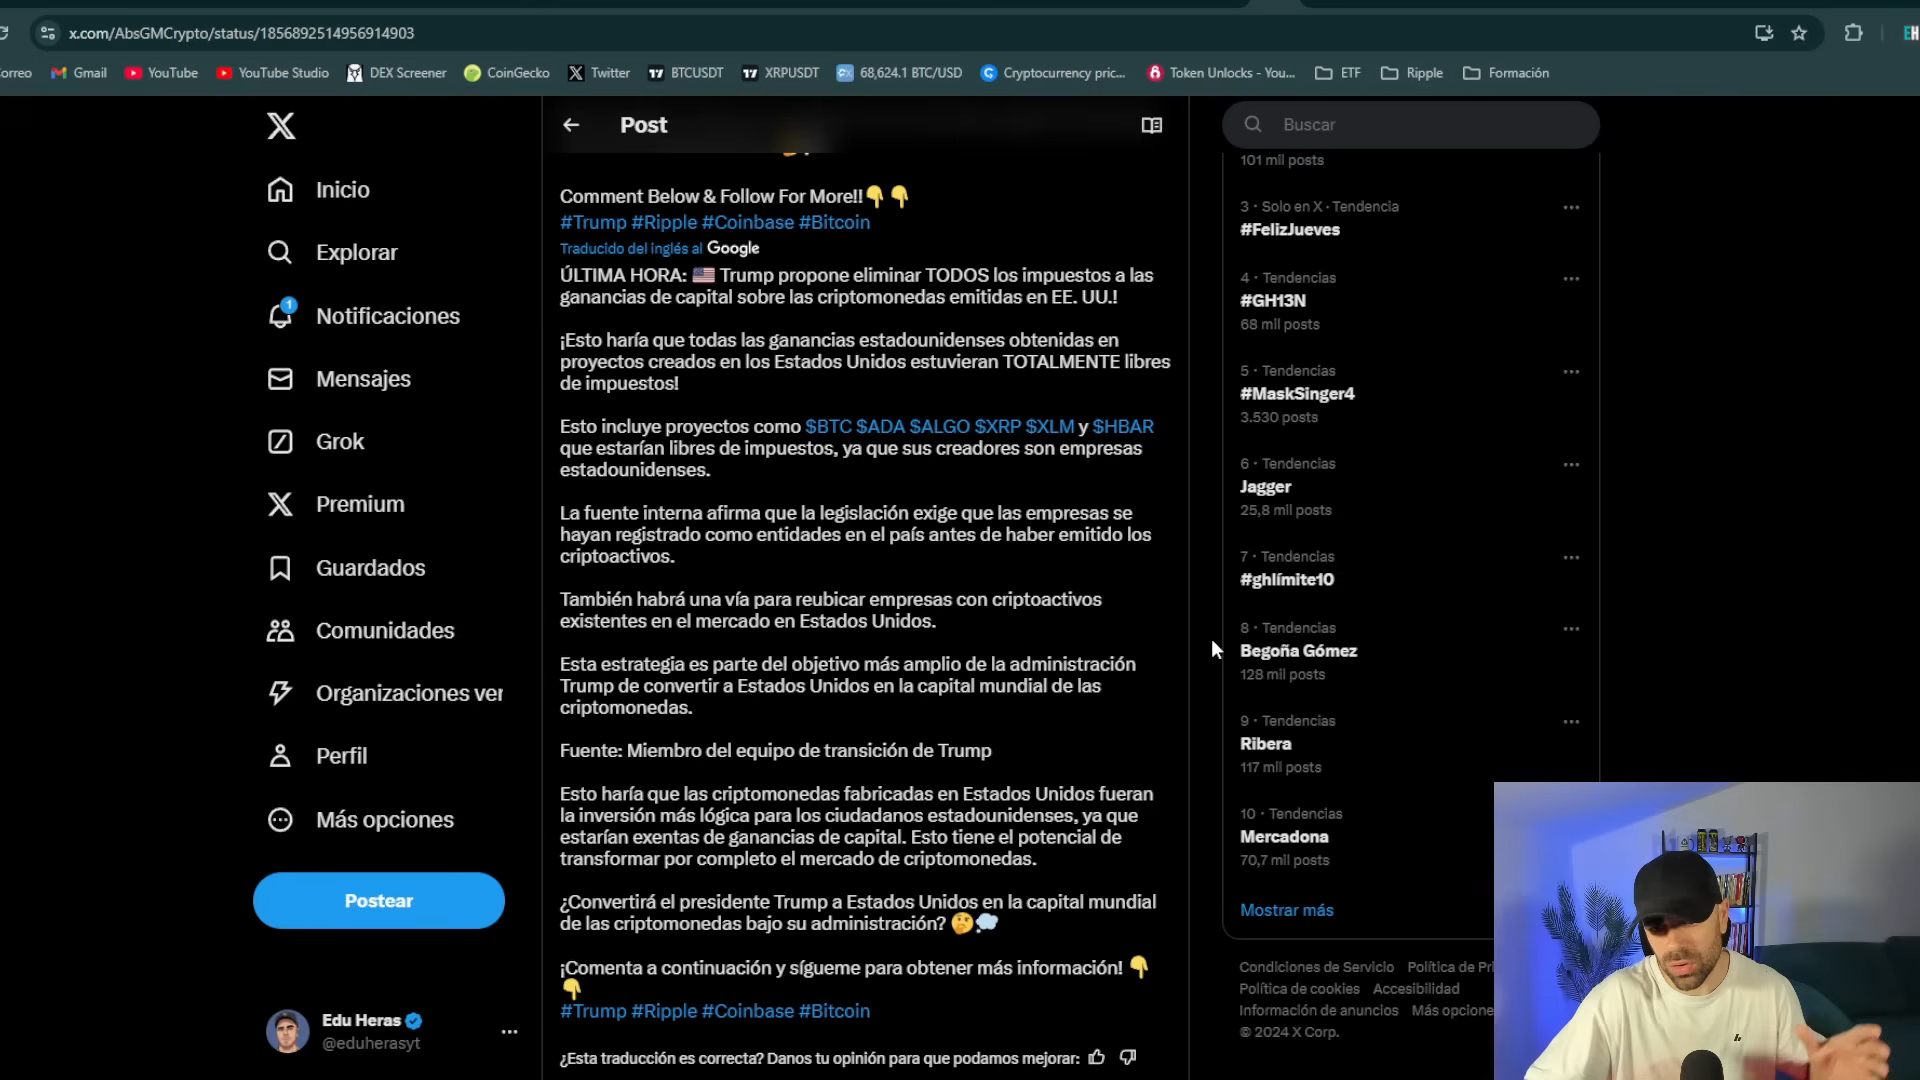 x.com/AbsGMCrypto/status/1856892514956914903
orreo
Gmail
YouTube
YouTube Studio
DEX Screener
CoinGecko
Twitter
BTCUSDT
XRPUSDT
68,624.1 BTC/USD
Cryptocurrency pric...
Token Unlocks - You...
ETF
Ripple
Formación
Inicio
Explorar
1
Notificaciones
Mensajes
Grok
Premium
Guardados
Comunidades
Organizaciones ver
Perfil
Más opciones
Postear
Edu Heras
@eduherasyt
Post
Comment Below & Follow For More!!👇👇
#Trump #Ripple #Coinbase #Bitcoin
Traducido del inglés al Google
ÚLTIMA HORA: 🇺🇸 Trump propone eliminar TODOS los impuestos a las
ganancias de capital sobre las criptomonedas emitidas en EE. UU.!
¡Esto haría que todas las ganancias estadounidenses obtenidas en
proyectos creados en los Estados Unidos estuvieran TOTALMENTE libres
de impuestos!
Esto incluye proyectos como $BTC $ADA $ALGO $XRP $XLM y $HBAR
que estarían libres de impuestos, ya que sus creadores son empresas
estadounidenses.
La fuente interna afirma que la legislación exige que las empresas se
hayan registrado como entidades en el país antes de haber emitido los
criptoactivos.
También habrá una vía para reubicar empresas con criptoactivos
existentes en el mercado en Estados Unidos.
Esta estrategia es parte del objetivo más amplio de la administración
Trump de convertir a Estados Unidos en la capital mundial de las
criptomonedas.
Fuente: Miembro del equipo de transición de Trump
Esto haría que las criptomonedas fabricadas en Estados Unidos fueran
la inversión más lógica para los ciudadanos estadounidenses, ya que
estarían exentas de ganancias de capital. Esto tiene el potencial de
transformar por completo el mercado de criptomonedas.
¿Convertirá el presidente Trump a Estados Unidos en la capital mundial
de las criptomonedas bajo su administración? 🤔💭
¡Comenta a continuación y sígueme para obtener más información! 👇
👇
#Trump #Ripple #Coinbase #Bitcoin
¿Esta traducción es correcta? Danos tu opinión para que podamos mejorar:
Buscar
101 mil posts
3 · Solo en X · Tendencia
#FelizJueves
4 · Tendencias
#GH13N
68 mil posts
5 · Tendencias
#MaskSinger4
3.530 posts
6 · Tendencias
Jagger
25,8 mil posts
7 · Tendencias
#ghlímite10
8 · Tendencias
Begoña Gómez
128 mil posts
9 · Tendencias
Ribera
117 mil posts
10 · Tendencias
Mercadona
70,7 mil posts
Mostrar más
Condiciones de Servicio Política de Pri
Política de cookies Accesibilidad
Información de anuncios Más opcione
© 2024 X Corp.